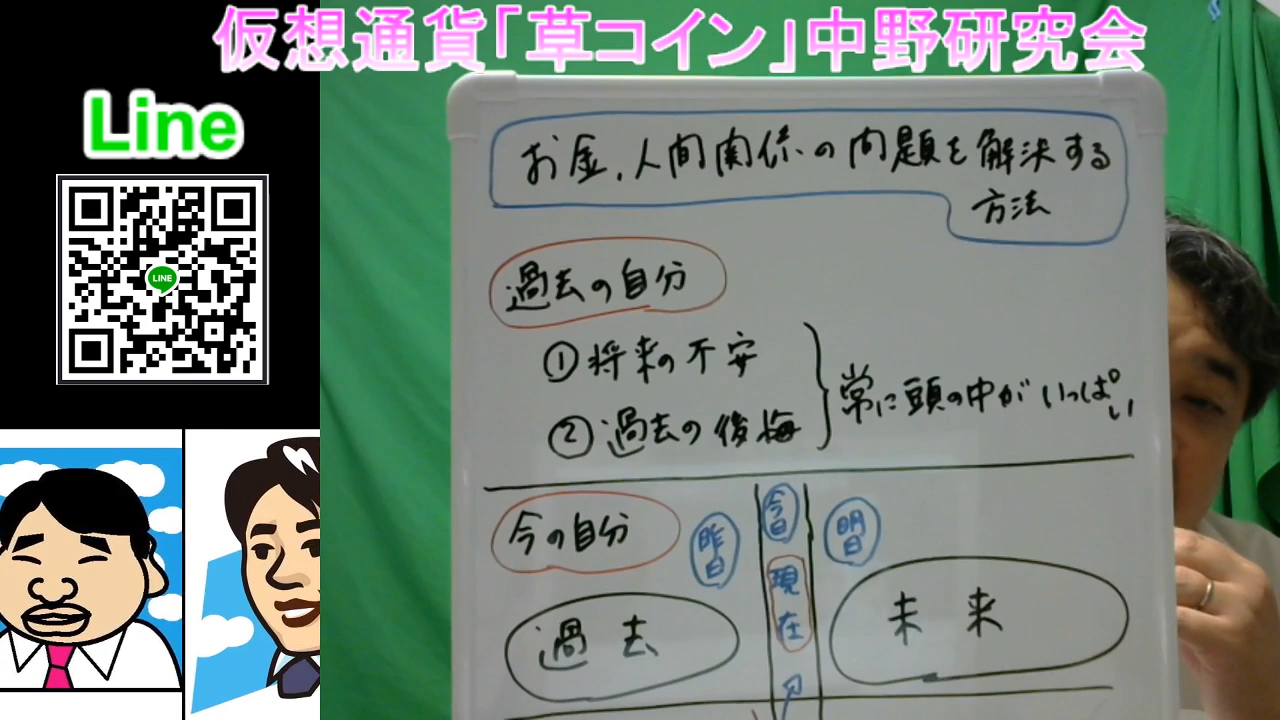 仮想通貨「草コイン」中野研究会
Line
LINE
お金、人間関係の問題を解決する
方法
過去の自分
①将来の不安
②過去の後悔
常に頭の中がいっぱい
今の自分
昨日
今日
明日
現在
過去
未来